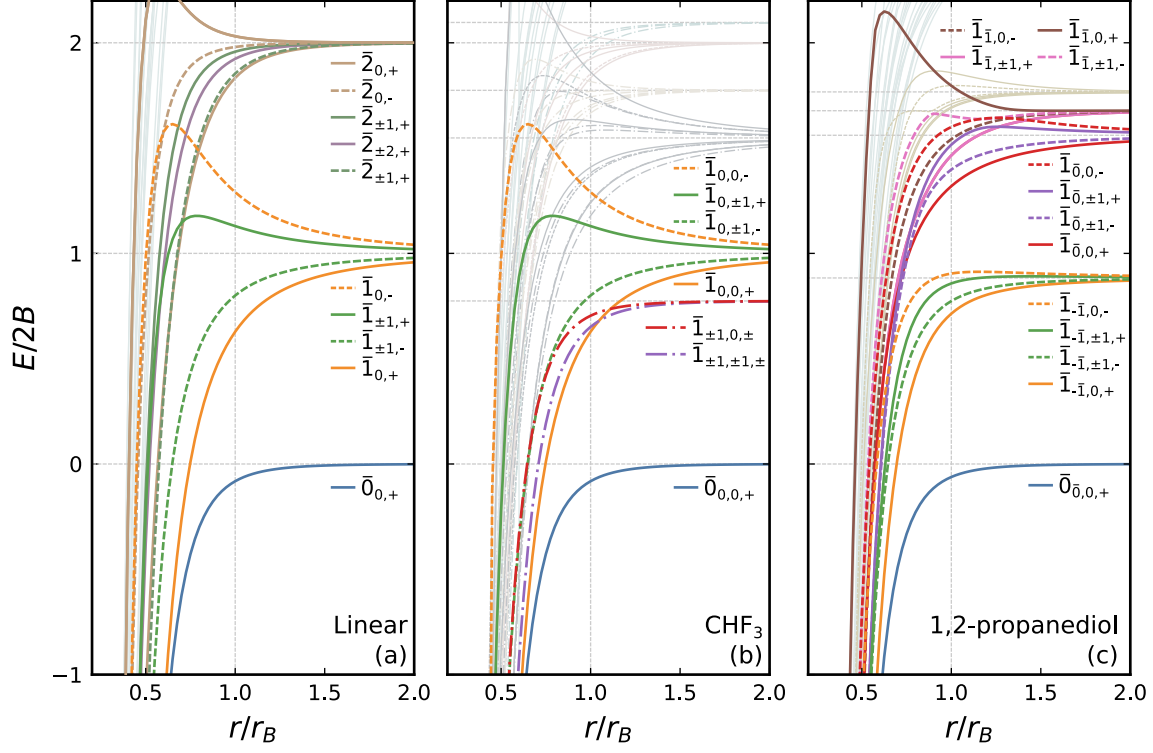 E/2B
2
1
0
−1
2̄0,+
2̄0,-
2̄±1,+
2̄±2,+
2̄±1,+
1̄0,-
1̄±1,+
1̄±1,-
1̄0,+
0̄0,+
Linear
(a)
0.5 1.0 1.5 2.0
r/rB
1̄0,0,-
1̄0,±1,+
1̄0,±1,-
1̄0,0,+
1̄±1,0,±
1̄±1,±1,±
0̄0,0,+
CHF3
(b)
0.5 1.0 1.5 2.0
r/rB
1̄1̄,0,- 1̄1̄,0,+
1̄1̄,±1,+ 1̄1̄,±1,-
1̄0̄,0,-
1̄0̄,±1,+
1̄0̄,±1,-
1̄0̄,0,+
1̄-1̄,0,-
1̄-1̄,±1,+
1̄-1̄,±1,-
1̄-1̄,0,+
0̄0̄,0,+
1,2-propanediol
(c)
0.5 1.0 1.5 2.0
r/rB